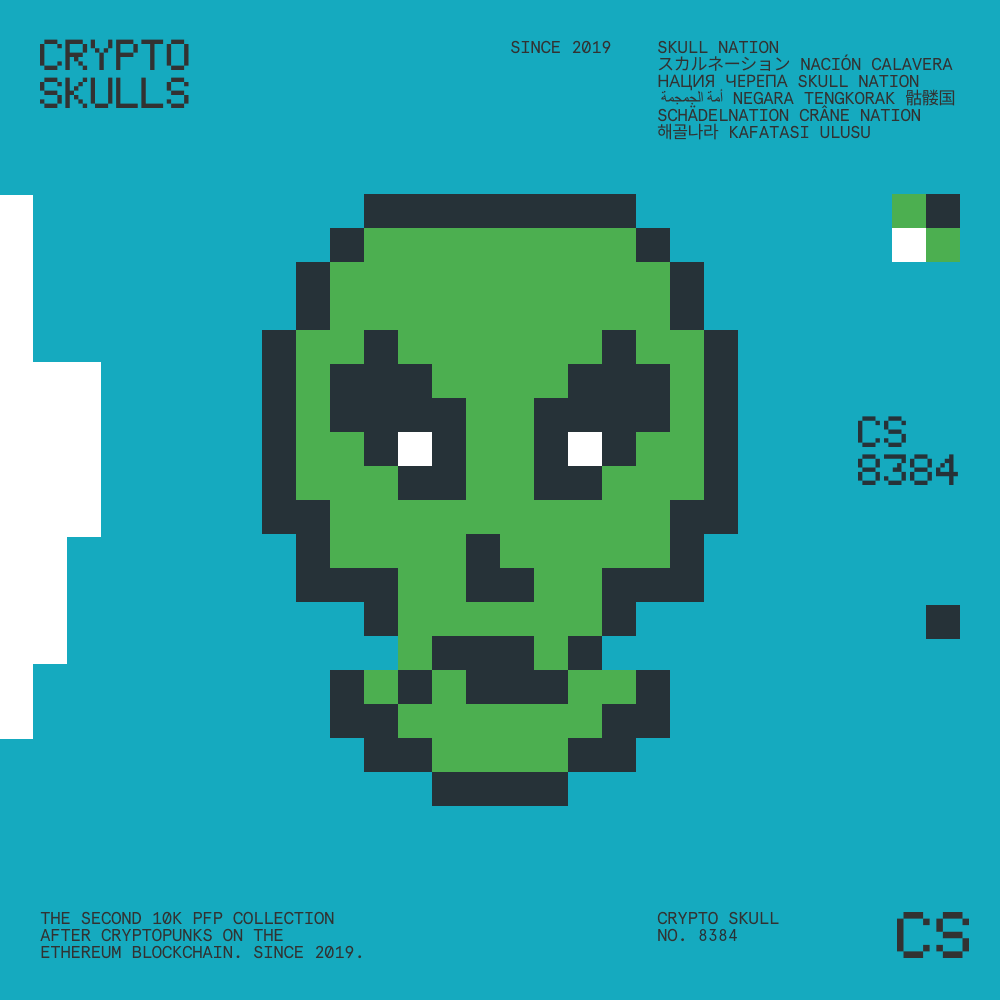 CRYPTO
SKULLS
SINCE 2019
SKULL NATION
スカルネーション NACIÓN CALAVERA
НАЦИЯ ЧЕРЕПА SKULL NATION
أمة الجمجمة NEGARA TENGKORAK 骷髅国
SCHÄDELNATION CRÂNE NATION
해골나라 KAFATASI ULUSU
CS
8384
THE SECOND 10K PFP COLLECTION
AFTER CRYPTOPUNKS ON THE
ETHEREUM BLOCKCHAIN. SINCE 2019.
CRYPTO SKULL
NO. 8384
CS